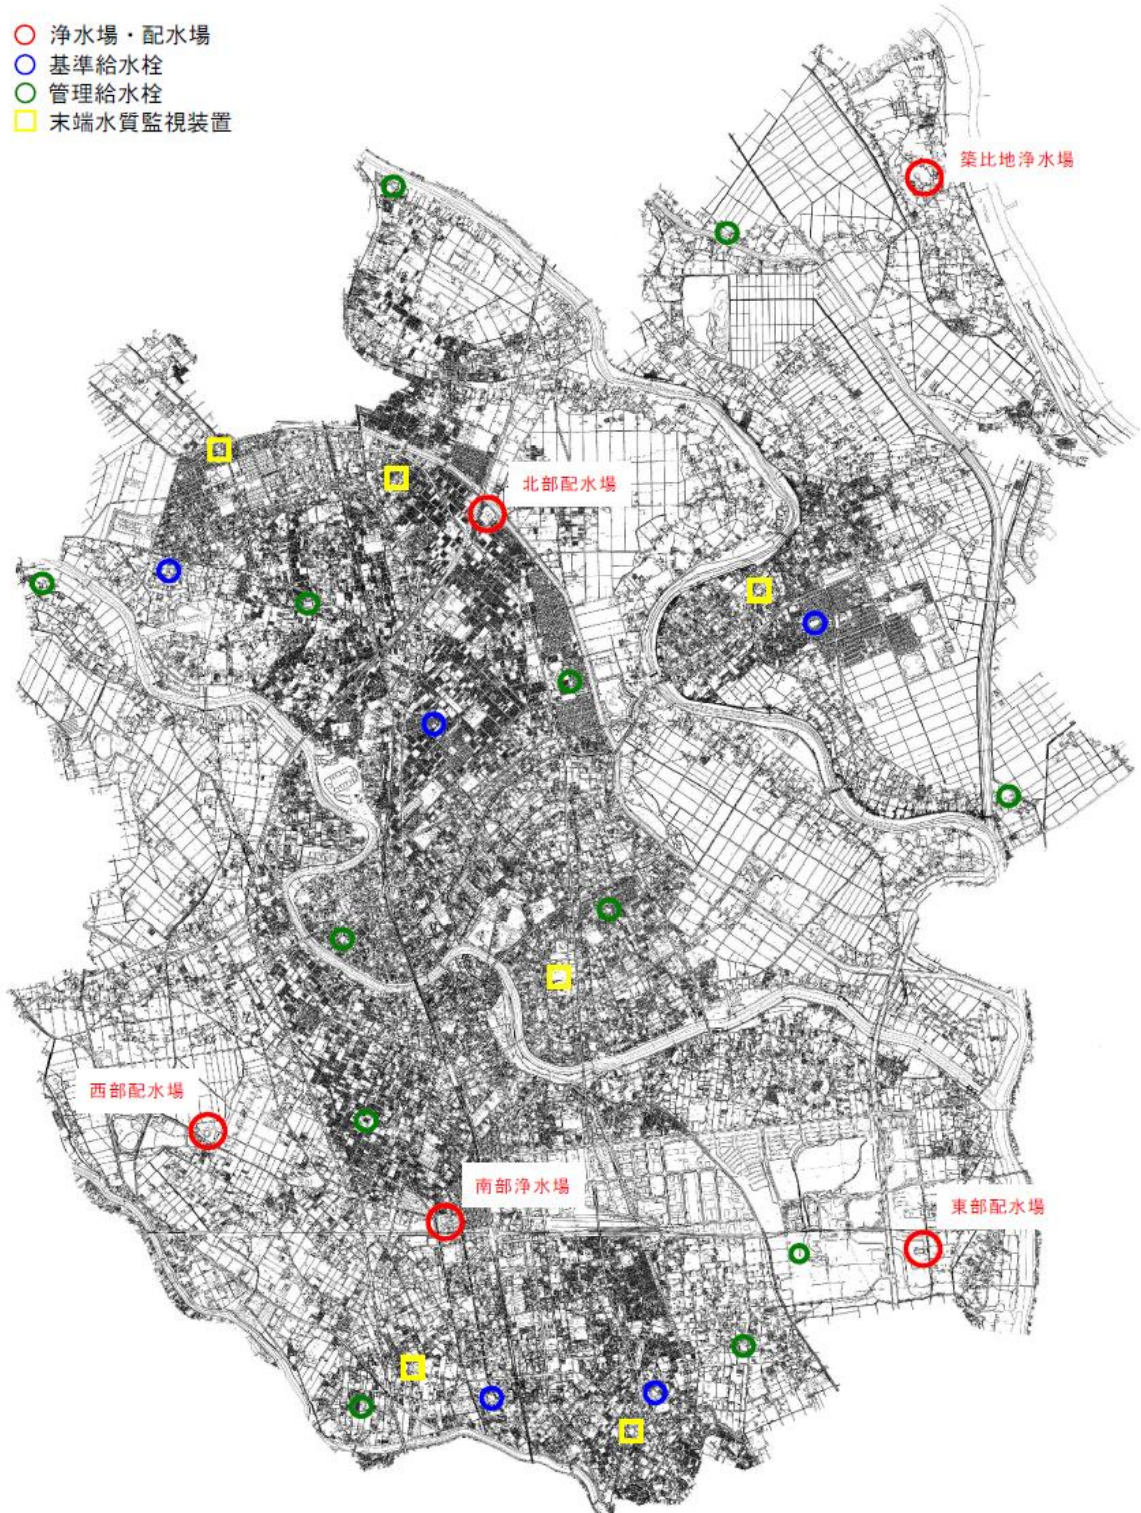 浄水場・配水場
基準給水栓
管理給水栓
末端水質監視装置
築比地浄水場
北部配水場
西部配水場
南部浄水場
東部配水場